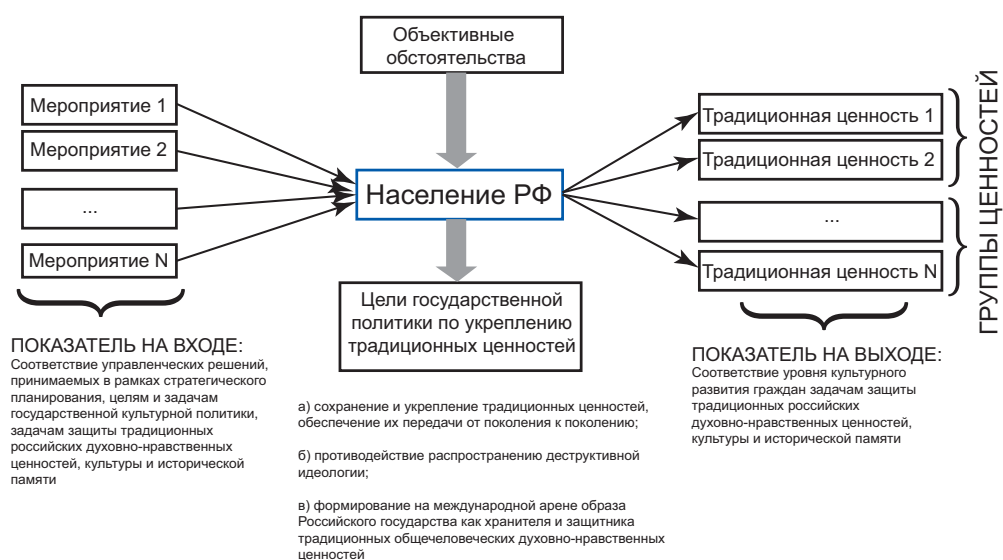 Объективные
обстоятельства
Мероприятие 1
Мероприятие 2
...
Мероприятие N
Население РФ
Традиционная ценность 1
Традиционная ценность 2
...
Традиционная ценность N
ГРУППЫ ЦЕННОСТЕЙ
Цели государственной
политики по укреплению
традиционных ценностей
ПОКАЗАТЕЛЬ НА ВХОДЕ:
Соответствие управленческих решений,
принимаемых в рамках стратегического
планирования, целям и задачам
государственной культурной политики,
задачам защиты традиционных
российских духовно-нравственных
ценностей, культуры и исторической
памяти
а) сохранение и укрепление традиционных ценностей,
обеспечение их передачи от поколения к поколению;
б) противодействие распространению деструктивной
идеологии;
в) формирование на международной арене образа
Российского государства как хранителя и защитника
традиционных общечеловеческих духовно-нравственных
ценностей
ПОКАЗАТЕЛЬ НА ВЫХОДЕ:
Соответствие уровня культурного
развития граждан задачам защиты
традиционных российских
духовно-нравственных ценностей,
культуры и исторической памяти